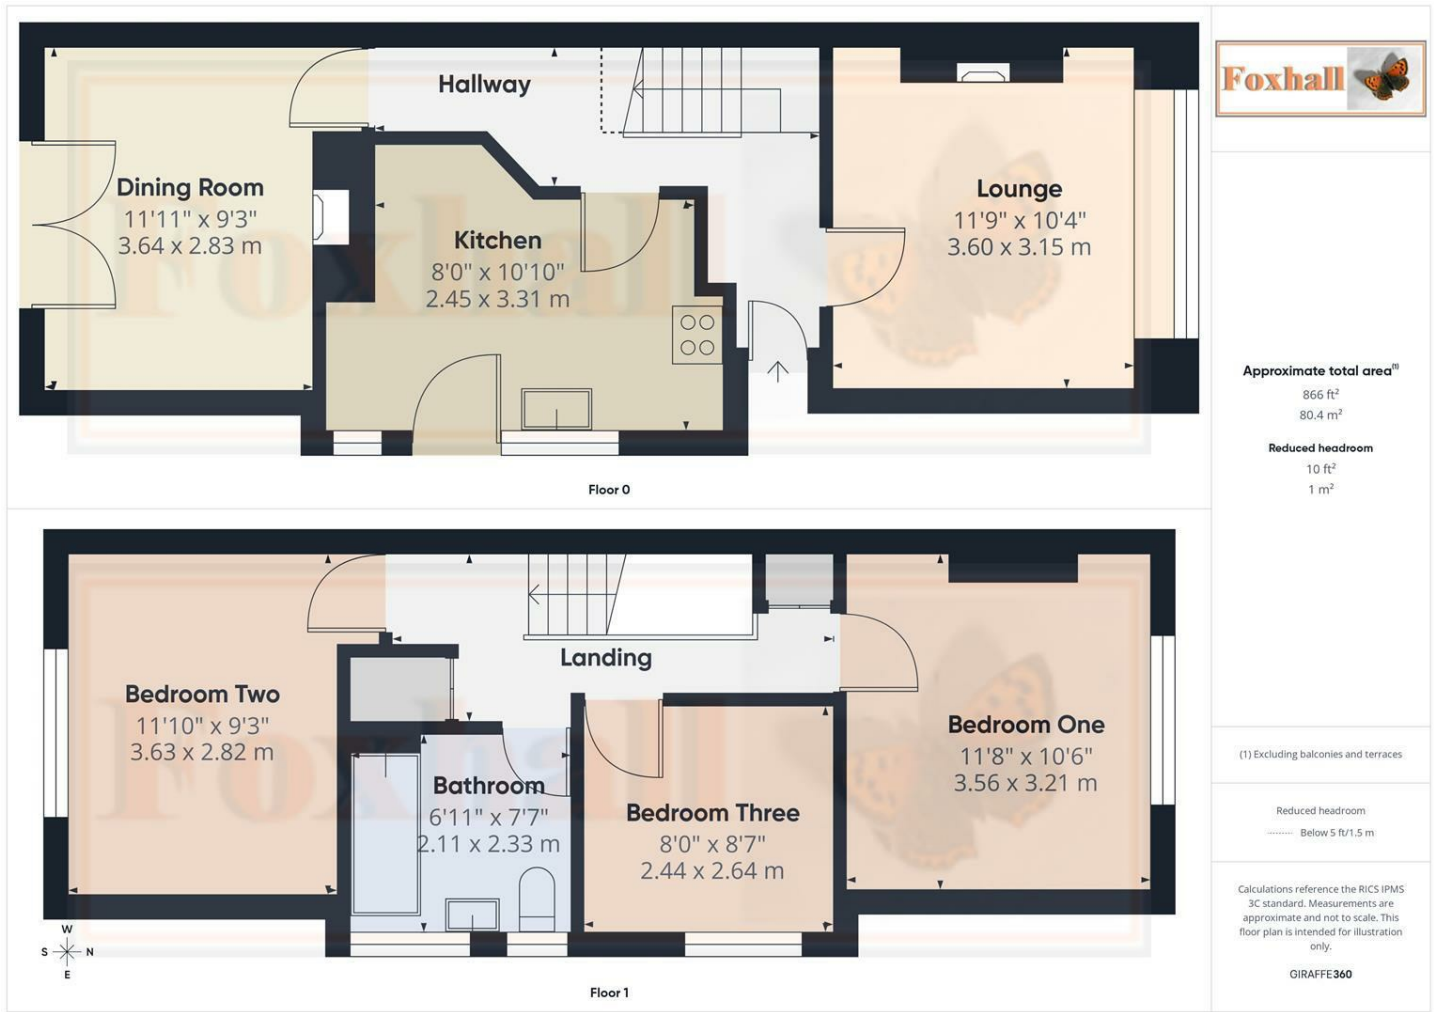 Hallway
Dining Room
11'11" x 9'3"
3.64 x 2.83 m
Kitchen
8'0" x 10'10"
2.45 x 3.31 m
Lounge
11'9" x 10'4"
3.60 x 3.15 m
Foxhall
Floor 0
Foxhall
Approximate total area(1)
866 ft²
80.4 m²
Reduced headroom
10 ft²
1 m²
Landing
Bedroom Two
11'10" x 9'3"
3.63 x 2.82 m
Bathroom
6'11" x 7'7"
2.11 x 2.33 m
Bedroom Three
8'0" x 8'7"
2.44 x 2.64 m
Bedroom One
11'8" x 10'6"
3.56 x 3.21 m
Foxhall
W
S N
E
Floor 1
(1) Excluding balconies and terraces
Reduced headroom
Below 5 ft/1.5 m
Calculations reference the RICS IPMS
3C standard. Measurements are
approximate and not to scale. This
floor plan is intended for illustration
only.
GIRAFFE360